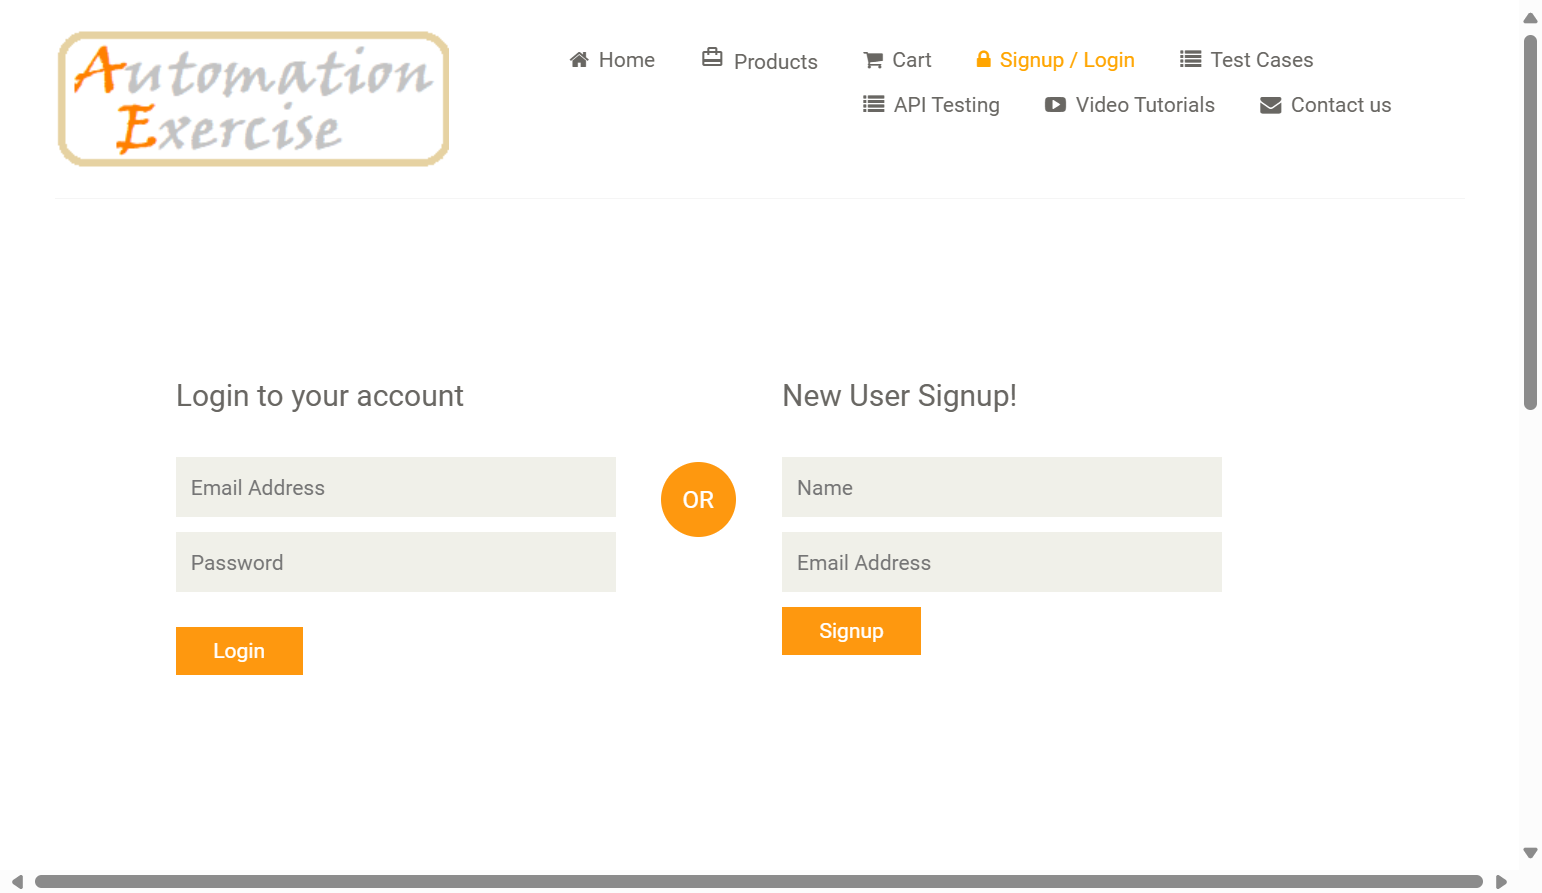 Automation
Exercise
Home
Products
Cart
Signup / Login
Test Cases
API Testing
Video Tutorials
Contact us
Login to your account
Email Address
Password
Login
OR
New User Signup!
Name
Email Address
Signup